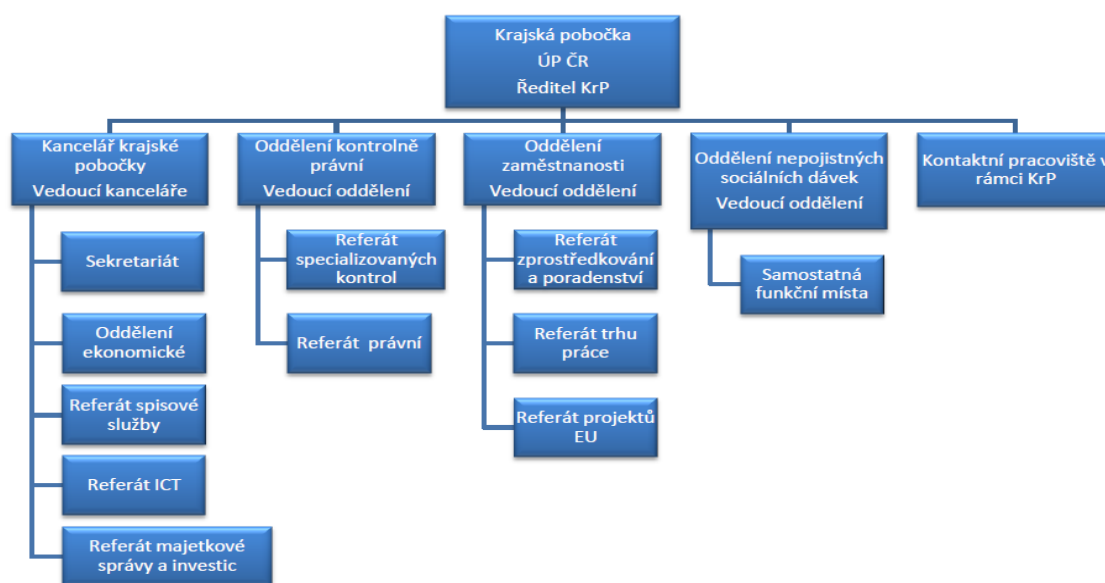 Krajská pobočka
ÚP ČR
Ředitel KrP
Kancelář krajské
pobočky
Vedoucí kanceláře
Sekretariát
Oddělení
ekonomické
Referát spisové
služby
Referát ICT
Referát majetkové
správy a investic
Oddělení kontrolně
právní
Vedoucí oddělení
Referát
specializovaných
kontrol
Referát právní
Oddělení
zaměstnanosti
Vedoucí oddělení
Referát
zprostředkování
a poradenství
Referát trhu
práce
Referát projektů
EU
Oddělení nepojistných
sociálních dávek
Vedoucí oddělení
Samostatná
funkční místa
Kontaktní pracoviště v
rámci KrP